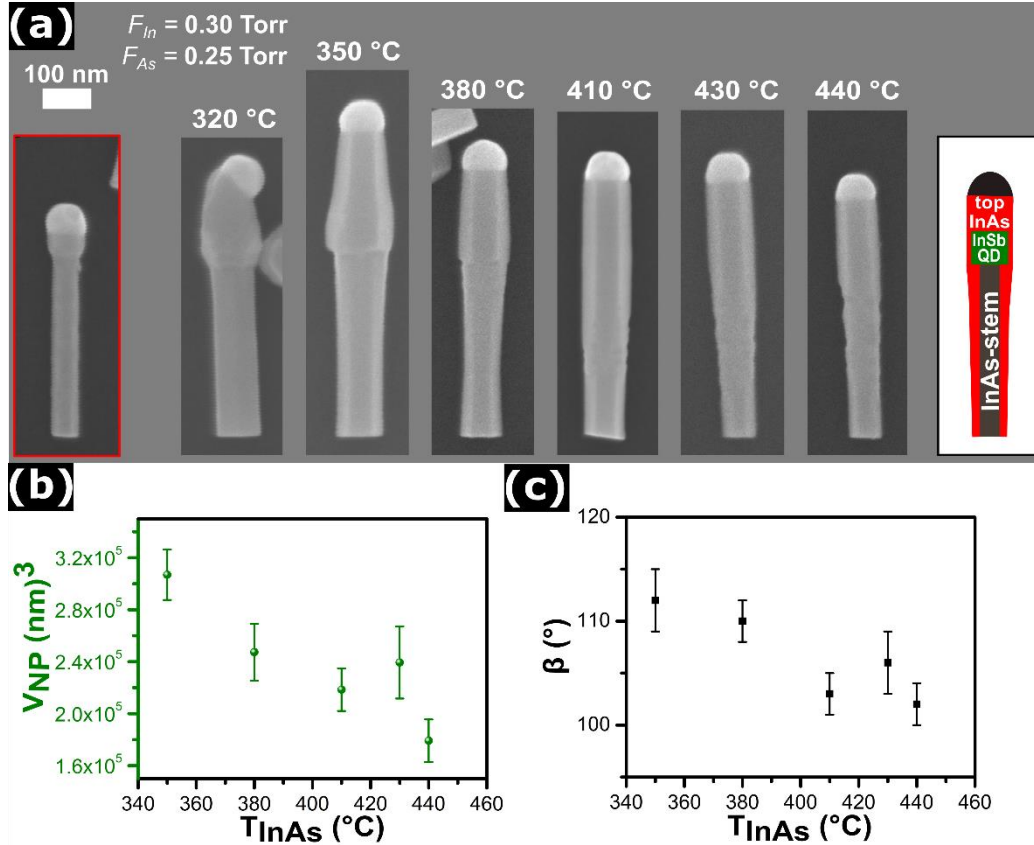 (a)
F_In = 0.30 Torr
F_As = 0.25 Torr
100 nm
320 °C
350 °C
380 °C
410 °C
430 °C
440 °C
top
InAs
InSb
QD
InAs-stem
(b)
V_NP (nm)^3
3.2x10^5
2.8x10^5
2.4x10^5
2.0x10^5
1.6x10^5
340 360 380 400 420 440 460
T_InAs (°C)
(c)
β (°)
120
110
100
340 360 380 400 420 440 460
T_InAs (°C)